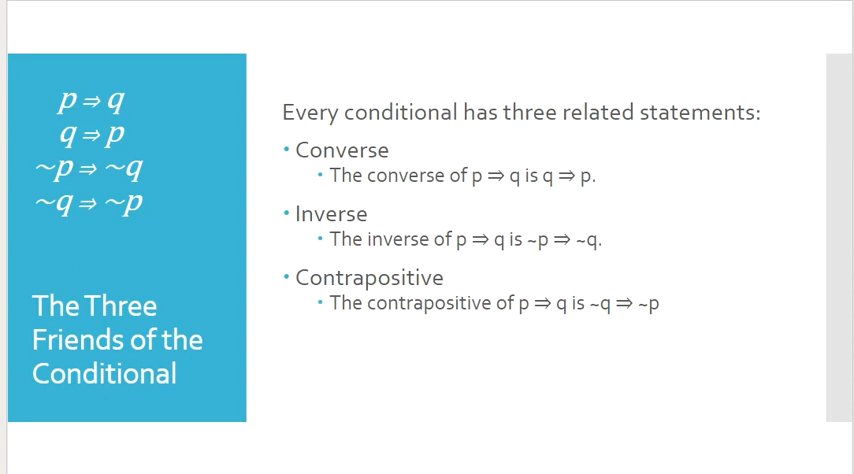 p ⇒ q
q ⇒ p
~p ⇒ ~q
~q ⇒ ~p
The Three
Friends of the
Conditional
Every conditional has three related statements:
• Converse
• The converse of p ⇒ q is q ⇒ p.
• Inverse
• The inverse of p ⇒ q is ~p ⇒ ~q.
• Contrapositive
• The contrapositive of p ⇒ q is ~q ⇒ ~p